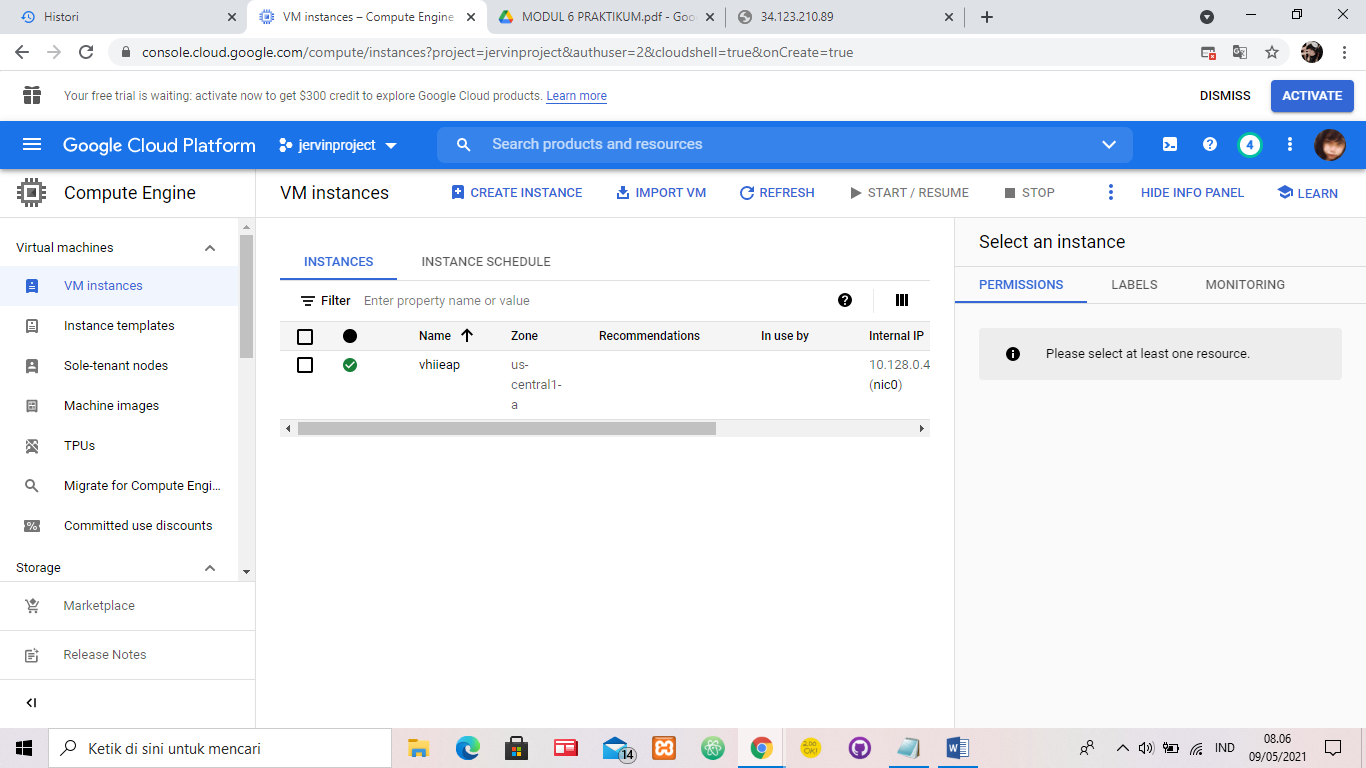 Histori
VM instances – Compute Engine
MODUL 6 PRAKTIKUM.pdf - Goo
34.123.210.89
console.cloud.google.com/compute/instances?project=jervinproject&authuser=2&cloudshell=true&onCreate=true
Your free trial is waiting: activate now to get $300 credit to explore Google Cloud products. Learn more
DISMISS
ACTIVATE
Google Cloud Platform
jervinproject
Search products and resources
4
Compute Engine
VM instances
CREATE INSTANCE
IMPORT VM
REFRESH
START / RESUME
STOP
HIDE INFO PANEL
LEARN
Virtual machines
VM instances
Instance templates
Sole-tenant nodes
Machine images
TPUs
Migrate for Compute Engi...
Committed use discounts
Storage
Marketplace
Release Notes
INSTANCES
INSTANCE SCHEDULE
Filter
Enter property name or value
Name
Zone
Recommendations
In use by
Internal IP
vhiieap
us-
central1-
a
10.128.0.4
(nic0)
Select an instance
PERMISSIONS
LABELS
MONITORING
Please select at least one resource.
Ketik di sini untuk mencari
14
IND
08.06
09/05/2021